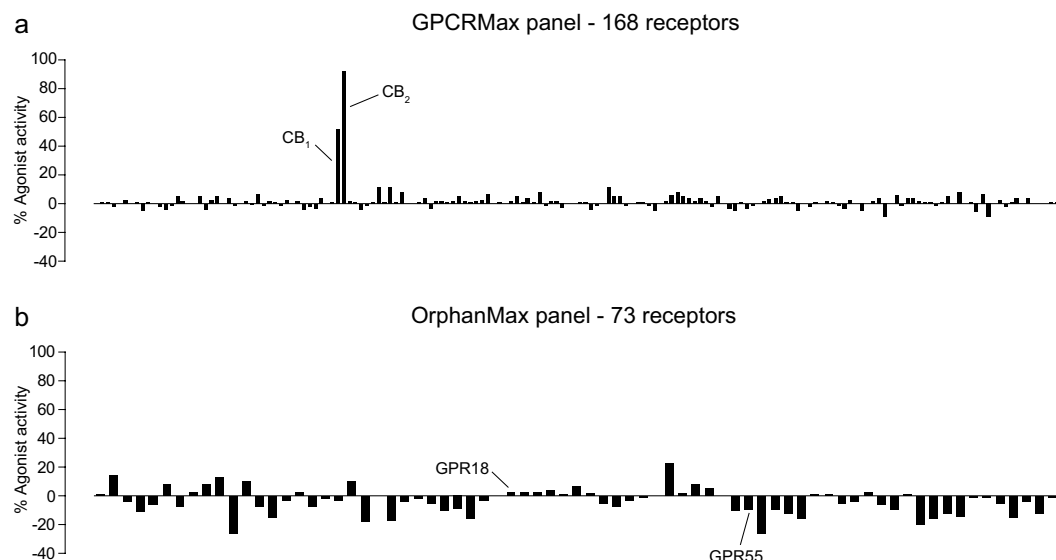 a
GPCRMax panel - 168 receptors
% Agonist activity
100
80
60
40
20
0
-20
-40
CB₁
CB₂
b
OrphanMax panel - 73 receptors
% Agonist activity
100
80
60
40
20
0
-20
-40
GPR18
GPR55